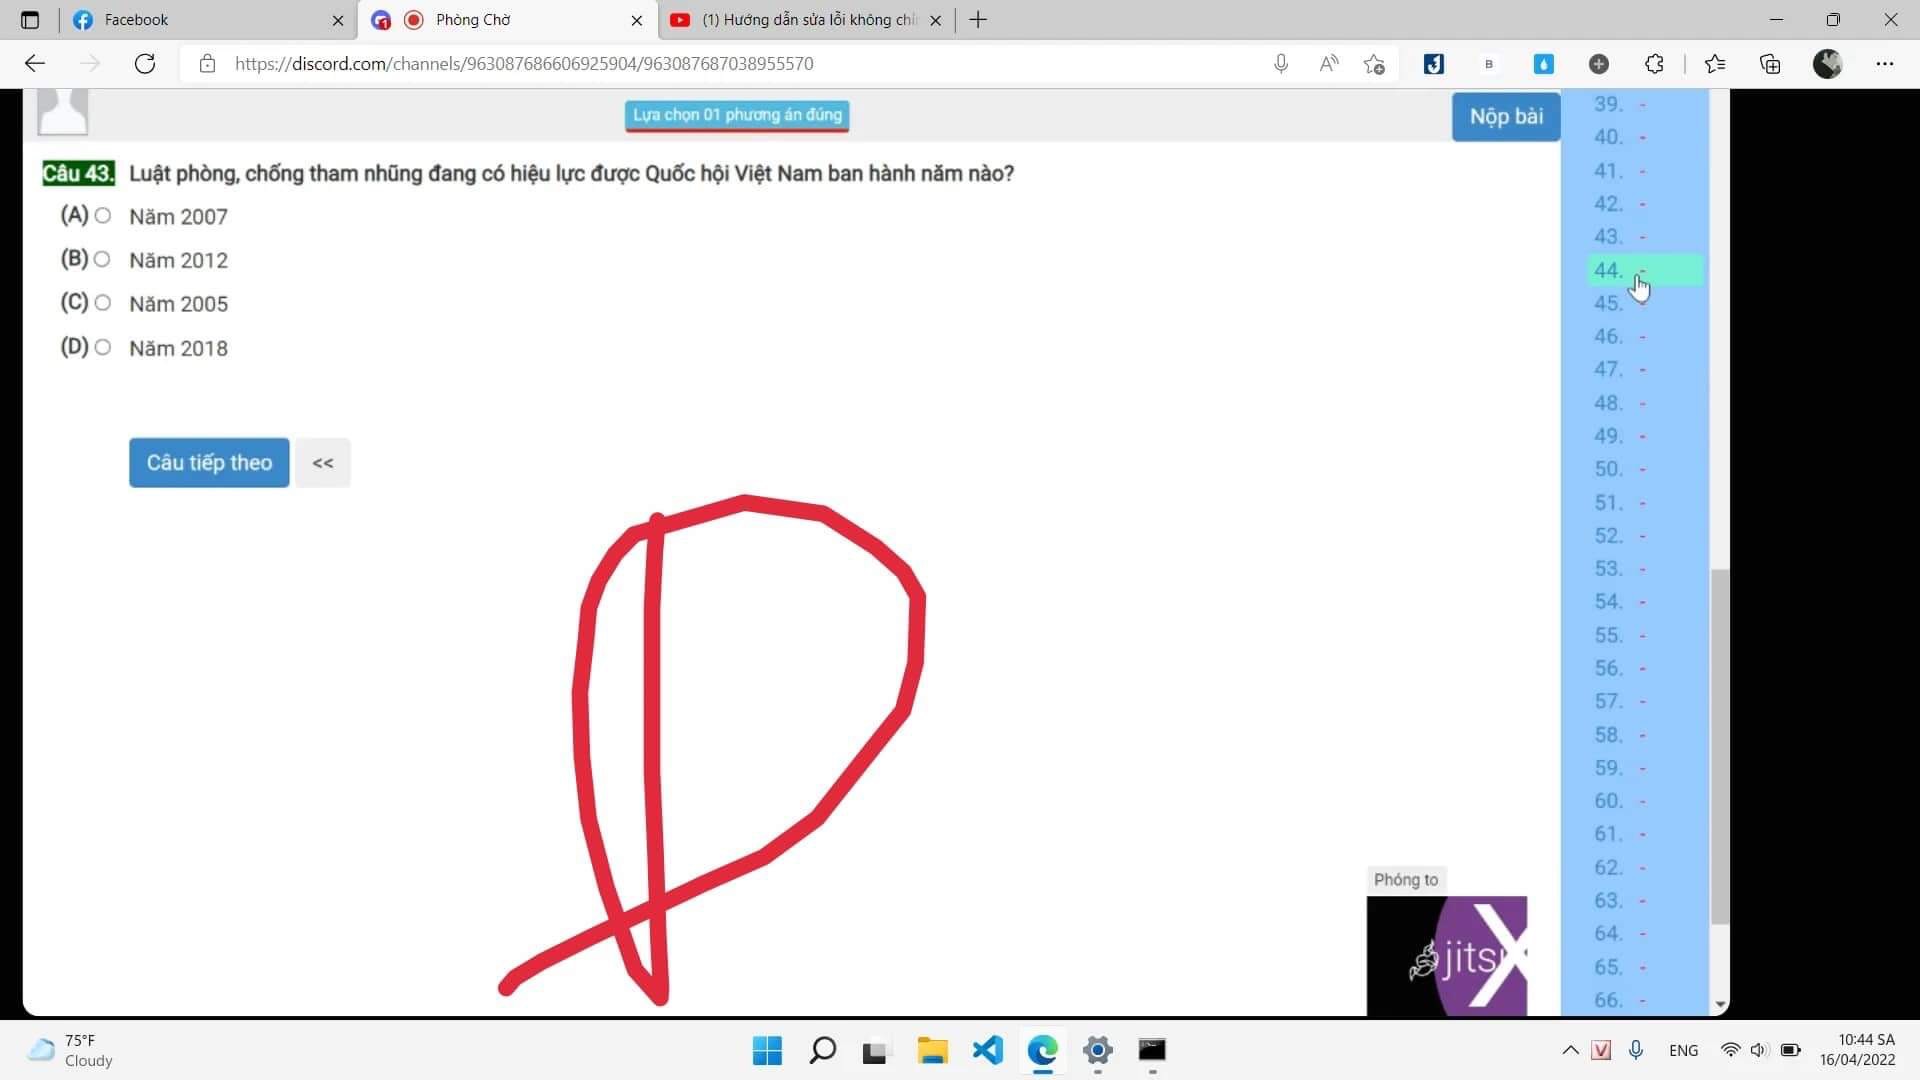 Facebook
Phòng Chờ
(1) Hướng dẫn sửa lỗi không chỉ
https://discord.com/channels/963087686606925904/963087687038955570
Lựa chọn 01 phương án đúng
Nộp bài
Câu 43. Luật phòng, chống tham nhũng đang có hiệu lực được Quốc hội Việt Nam ban hành năm nào?
(A) Năm 2007
(B) Năm 2012
(C) Năm 2005
(D) Năm 2018
Câu tiếp theo <<
39. -
40. -
41. -
42. -
43. -
44. -
45. -
46. -
47. -
48. -
49. -
50. -
51. -
52. -
53. -
54. -
55. -
56. -
57. -
58. -
59. -
60. -
61. -
62. -
63. -
64. -
65. -
66. -
Phóng to
jitsi
75°F
Cloudy
ENG
10:44 SA
16/04/2022